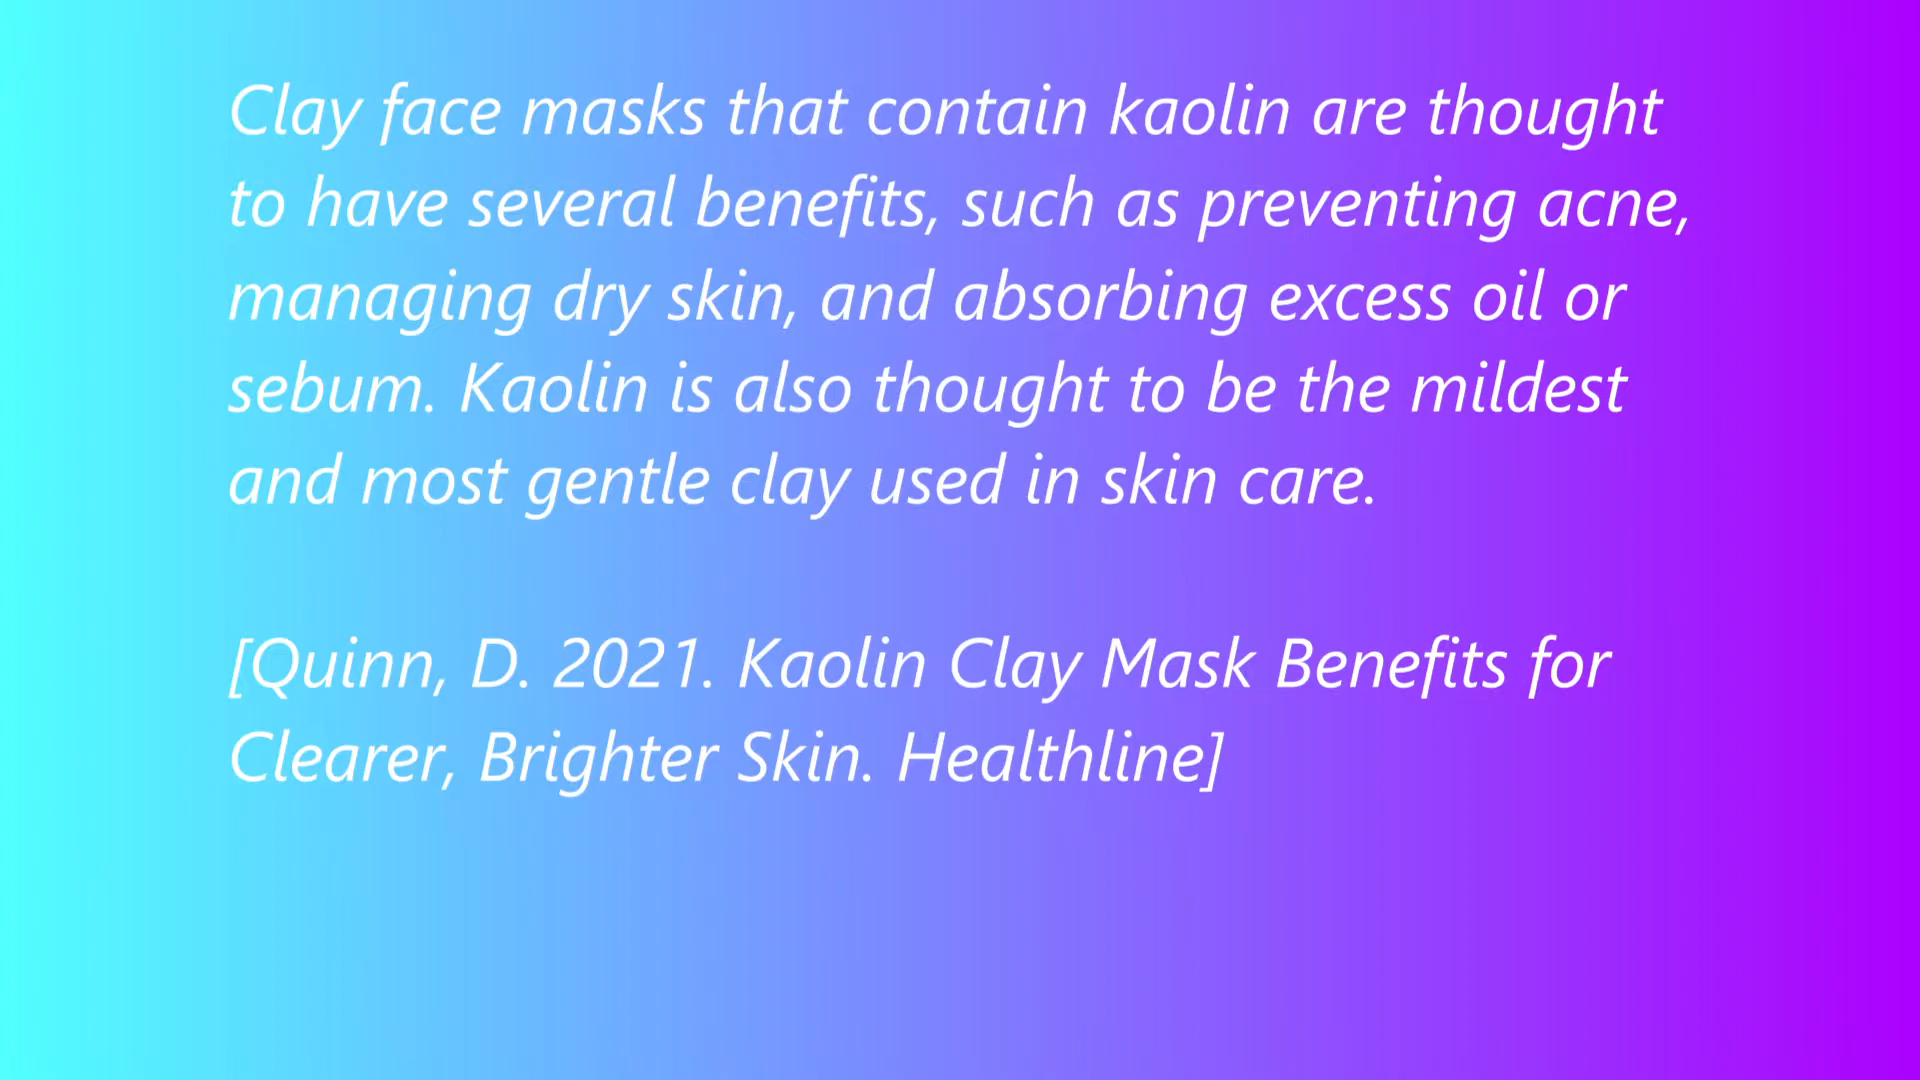 Clay face masks that contain kaolin are thought
to have several benefits, such as preventing acne,
managing dry skin, and absorbing excess oil or
sebum. Kaolin is also thought to be the mildest
and most gentle clay used in skin care.
[Quinn, D. 2021. Kaolin Clay Mask Benefits for
Clearer, Brighter Skin. Healthline]